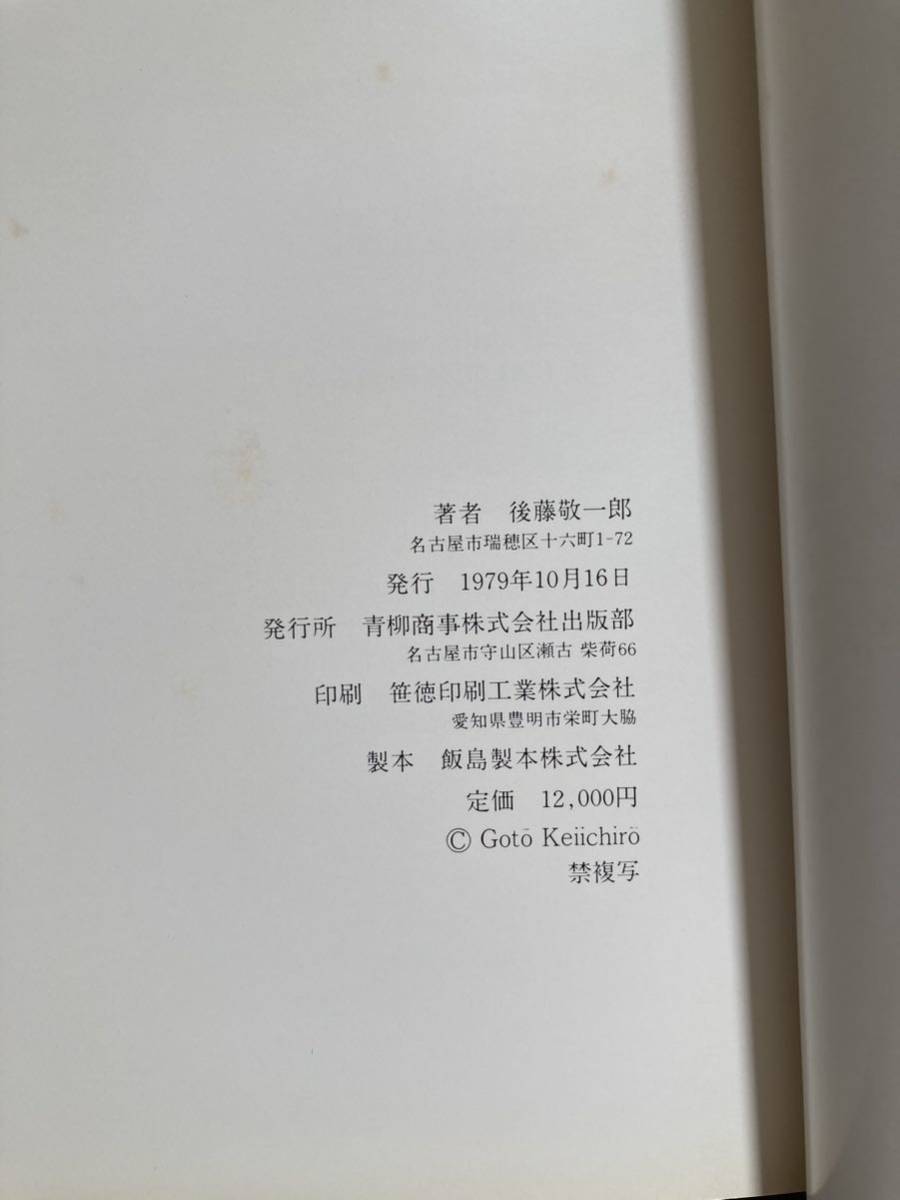 著者 後藤敬一郎
名古屋市瑞穂区十六町1-72
発行 1979年10月16日
発行所 青柳商事株式会社出版部
名古屋市守山区瀬古 柴荷66
印刷 笹徳印刷工業株式会社
愛知県豊明市栄町大脇
製本 飯島製本株式会社
定価 12,000円
© Gotō Keiichirō
禁複写